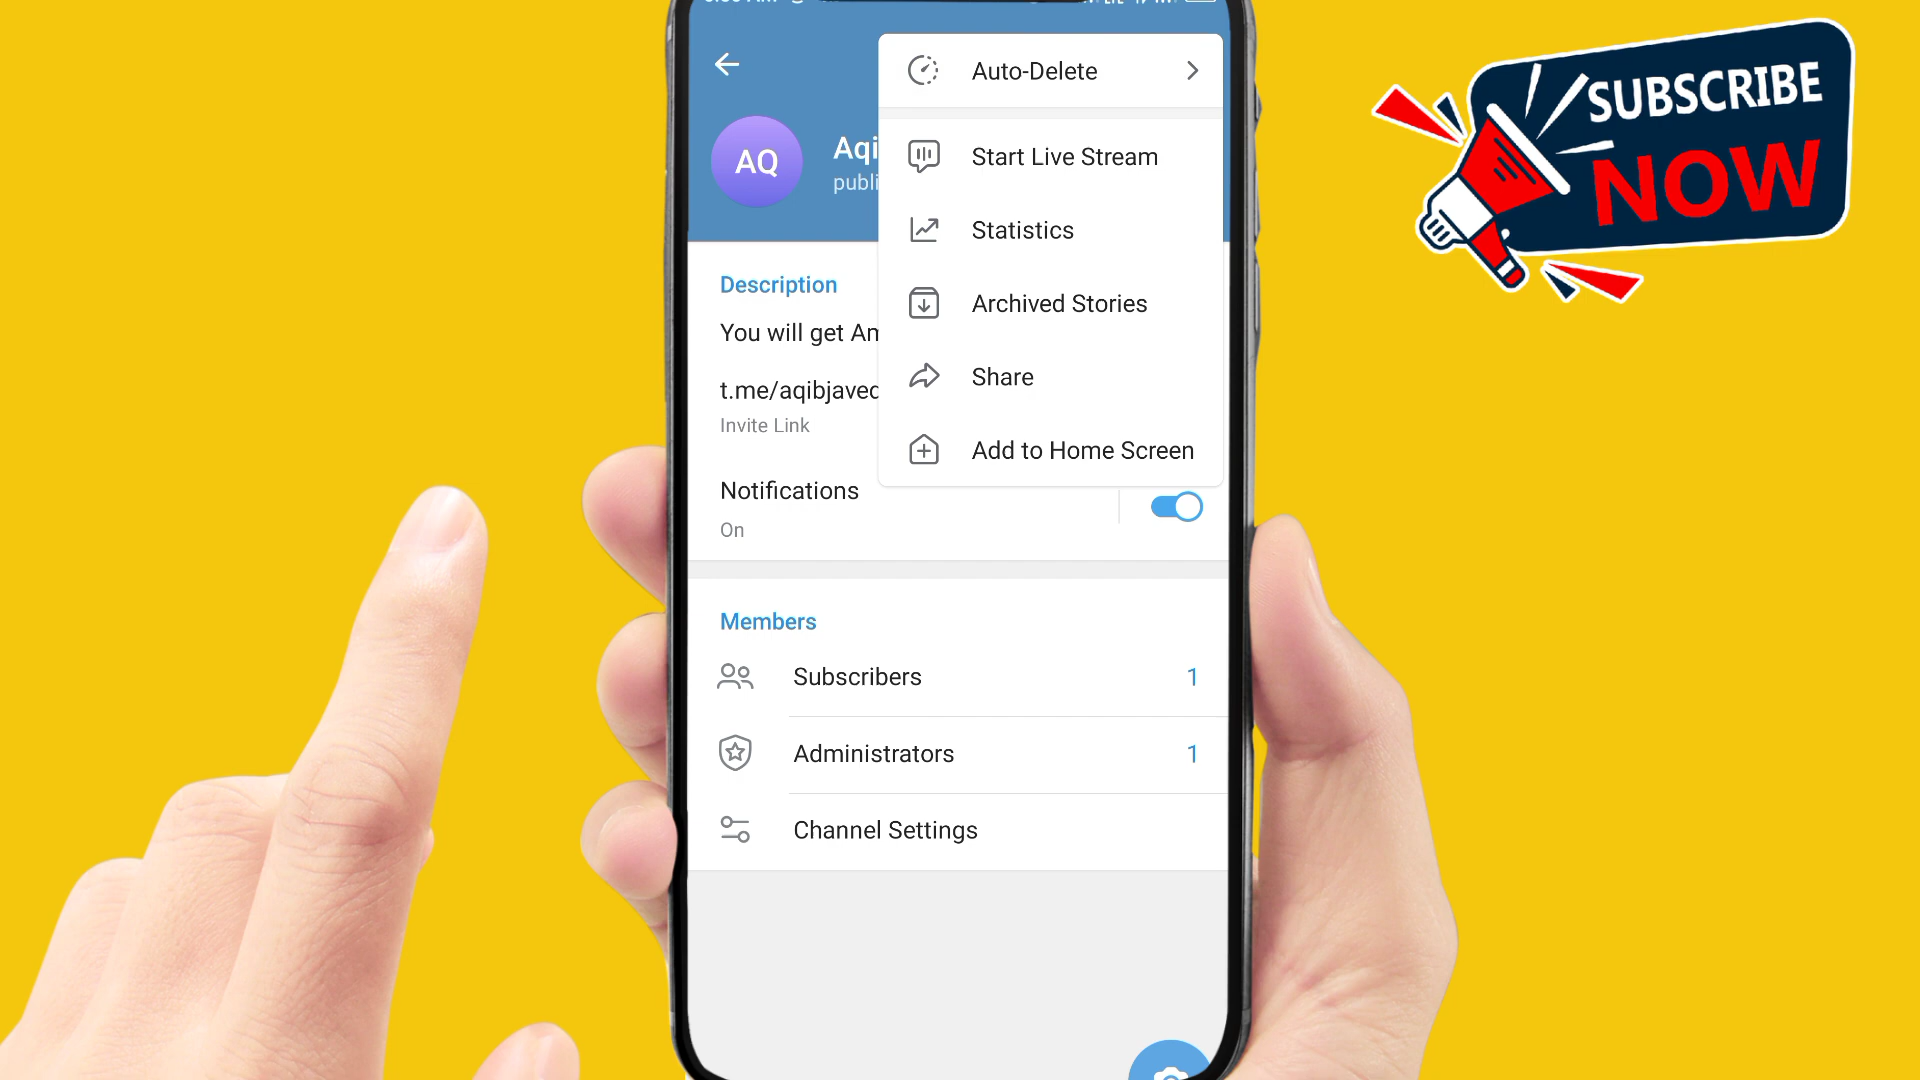 Auto-Delete
AQ
Aqi
publi
Start Live Stream
Statistics
Archived Stories
Share
Add to Home Screen
Description
You will get An
t.me/aqibjaved
Invite Link
Notifications
On
Members
Subscribers 1
Administrators 1
Channel Settings
SUBSCRIBE
NOW